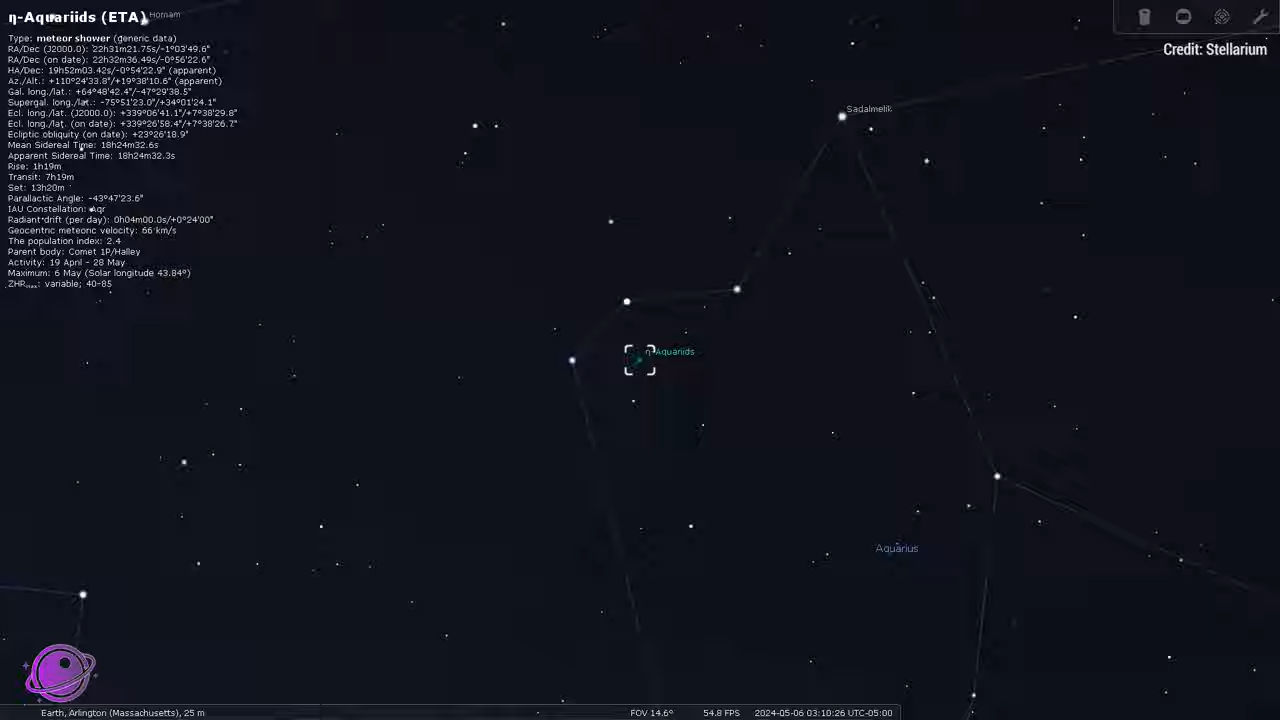 η-Aquariids (ETA)
Homam
Type: meteor shower (generic data)
RA/Dec (J2000.0): 22h31m21.75s/-1°03'49.6"
RA/Dec (on date): 22h32m36.49s/-0°56'22.6"
HA/Dec: 19h52m03.42s/-0°54'22.9" (apparent)
Az./Alt.: +110°24'33.8"/+19°38'10.6" (apparent)
Gal. long./lat.: +64°48'42.4"/-47°29'38.5"
Supergal. long./lat.: -75°51'23.0"/+34°01'24.1"
Ecl. long./lat. (J2000.0): +339°06'41.1"/+7°38'29.8"
Ecl. long./lat. (on date): +339°26'58.4"/+7°38'26.7"
Ecliptic obliquity (on date): +23°26'18.9"
Mean Sidereal Time: 18h24m32.6s
Apparent Sidereal Time: 18h24m32.3s
Rise: 1h19m
Transit: 7h19m
Set: 13h20m
Parallactic Angle: -43°47'23.6"
IAU Constellation: Aqr
Radiant drift (per day): 0h04m00.0s/+0°24'00"
Geocentric meteoric velocity: 66 km/s
The population index: 2.4
Parent body: Comet 1P/Halley
Activity: 19 April - 28 May
Maximum: 6 May (Solar longitude 43.84°)
ZHRmax: variable; 40-85
Credit: Stellarium
Sadalmelik
η-Aquariids
Aquarius
Earth, Arlington (Massachusetts), 25 m
FOV 14.6°
54.8 FPS
2024-05-06 03:10:26 UTC-05:00